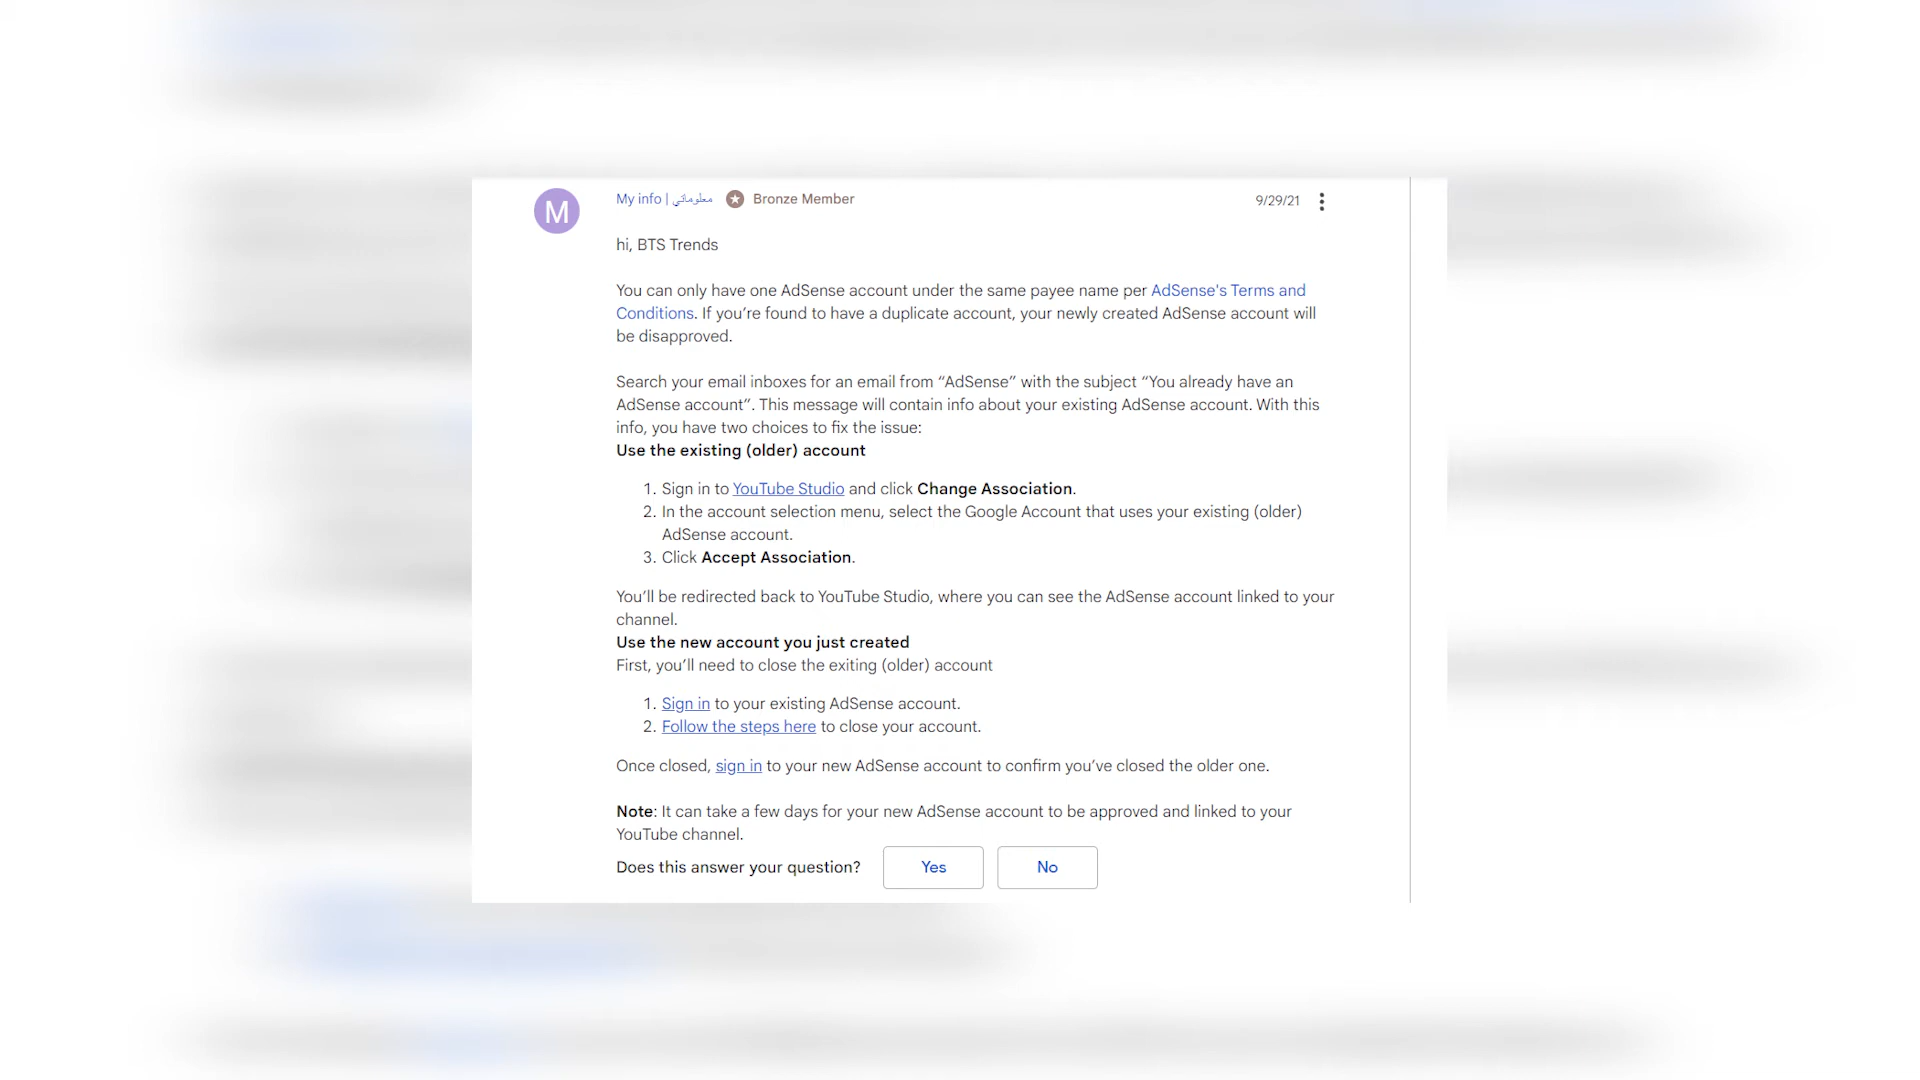 M
My info | معلوماتي Bronze Member 9/29/21
hi, BTS Trends
You can only have one AdSense account under the same payee name per AdSense's Terms and
Conditions. If you're found to have a duplicate account, your newly created AdSense account will
be disapproved.
Search your email inboxes for an email from “AdSense” with the subject “You already have an
AdSense account”. This message will contain info about your existing AdSense account. With this
info, you have two choices to fix the issue:
Use the existing (older) account
1. Sign in to YouTube Studio and click Change Association.
2. In the account selection menu, select the Google Account that uses your existing (older)
AdSense account.
3. Click Accept Association.
You’ll be redirected back to YouTube Studio, where you can see the AdSense account linked to your
channel.
Use the new account you just created
First, you’ll need to close the exiting (older) account
1. Sign in to your existing AdSense account.
2. Follow the steps here to close your account.
Once closed, sign in to your new AdSense account to confirm you’ve closed the older one.
Note: It can take a few days for your new AdSense account to be approved and linked to your
YouTube channel.
Does this answer your question? Yes No